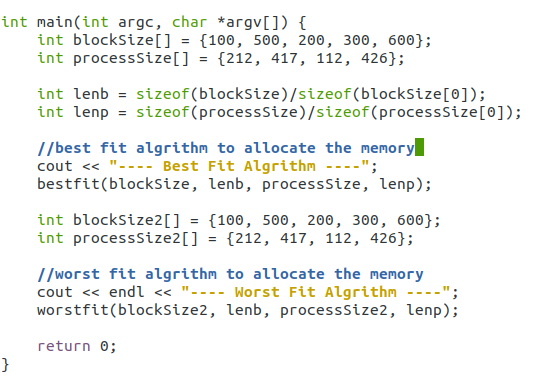 int main(int argc, char *argv[]) {
    int blockSize[] = {100, 500, 200, 300, 600};
    int processSize[] = {212, 417, 112, 426};

    int lenb = sizeof(blockSize)/sizeof(blockSize[0]);
    int lenp = sizeof(processSize)/sizeof(processSize[0]);

    //best fit algrithm to allocate the memory
    cout << "---- Best Fit Algrithm ----";
    bestfit(blockSize, lenb, processSize, lenp);

    int blockSize2[] = {100, 500, 200, 300, 600};
    int processSize2[] = {212, 417, 112, 426};

    //worst fit algrithm to allocate the memory
    cout << endl << "---- Worst Fit Algrithm ----";
    worstfit(blockSize2, lenb, processSize2, lenp);

    return 0;
}